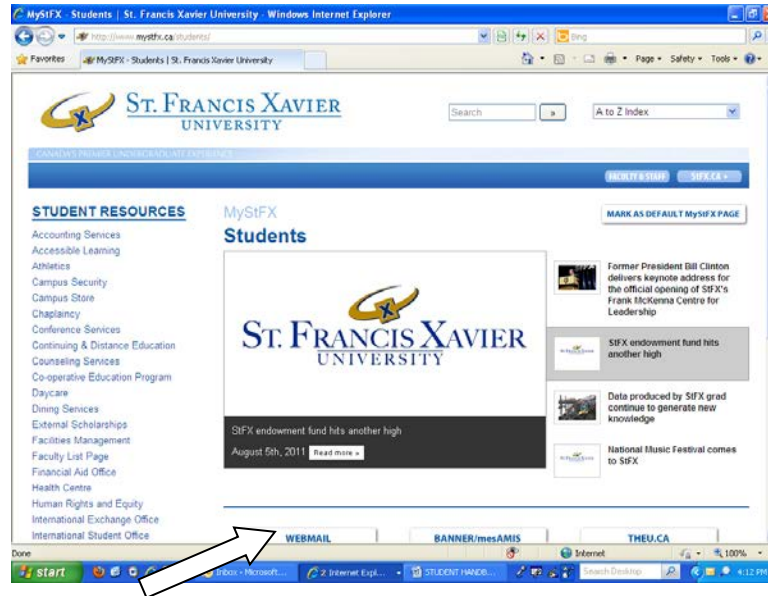 MyStFX - Students | St. Francis Xavier University - Windows Internet Explorer
http://www.mystfx.ca/students/
Bing
Favorites
MyStFX - Students | St. Francis Xavier University
Page
Safety
Tools
ST. FRANCIS XAVIER
UNIVERSITY
Search
»
A to Z Index
CANADA'S PREMIER UNDERGRADUATE EXPERIENCE
FACULTY & STAFF
StFX.CA »
STUDENT RESOURCES
Accounting Services
Accessible Learning
Athletics
Campus Security
Campus Store
Chaplaincy
Conference Services
Continuing & Distance Education
Counseling Services
Co-operative Education Program
Daycare
Dining Services
External Scholarships
Facilities Management
Faculty List Page
Financial Aid Office
Health Centre
Human Rights and Equity
International Exchange Office
International Student Office
MyStFX
Students
MARK AS DEFAULT MyStFX PAGE
X
ST. FRANCIS XAVIER
UNIVERSITY
StFX endowment fund hits another high
August 5th, 2011
Read more »
Former President Bill Clinton
delivers keynote address for
the official opening of StFX's
Frank McKenna Centre for
Leadership
StFX endowment fund hits
another high
Data produced by StFX grad
continue to generate new
knowledge
National Music Festival comes
to StFX
WEBMAIL
BANNER/mesAMIS
THEU.CA
Done
Internet
100%
start
Inbox - Microsoft...
2 Internet Expl...
STUDENT HANDB...
Search Desktop
4:12 PM